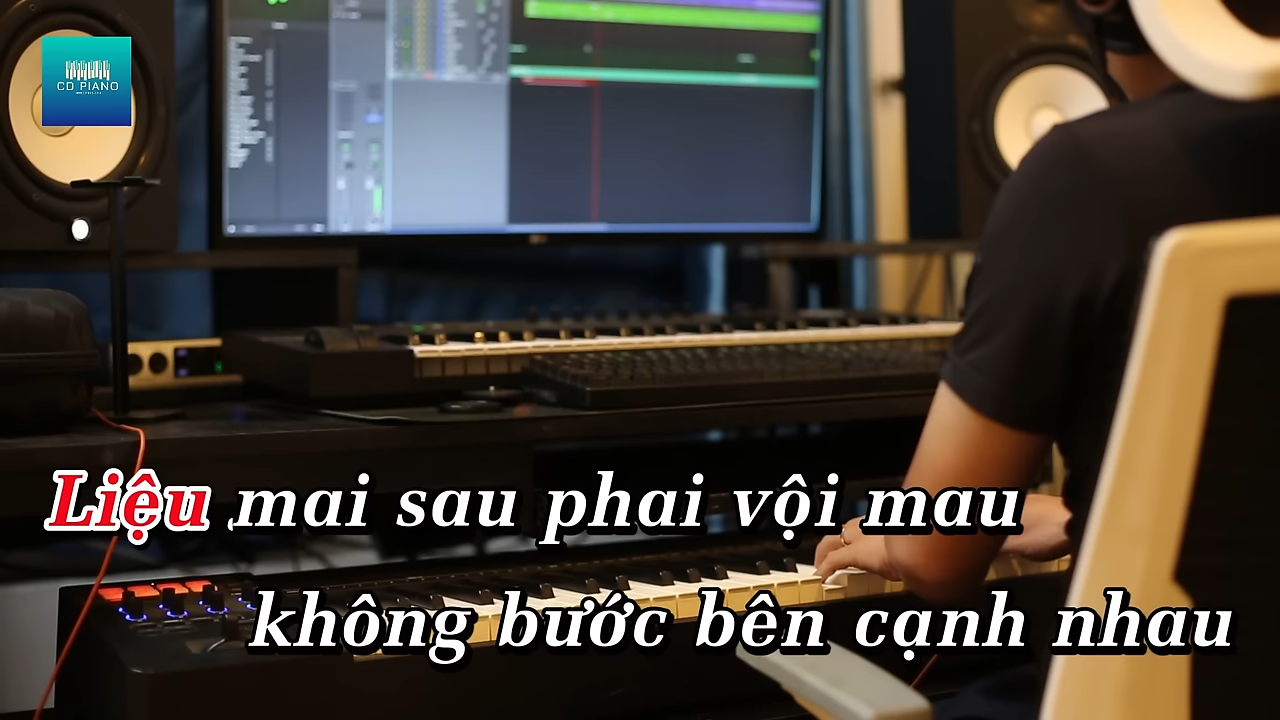 CD PIANO
Liệu mai sau phai vội mau
không bước bên cạnh nhau